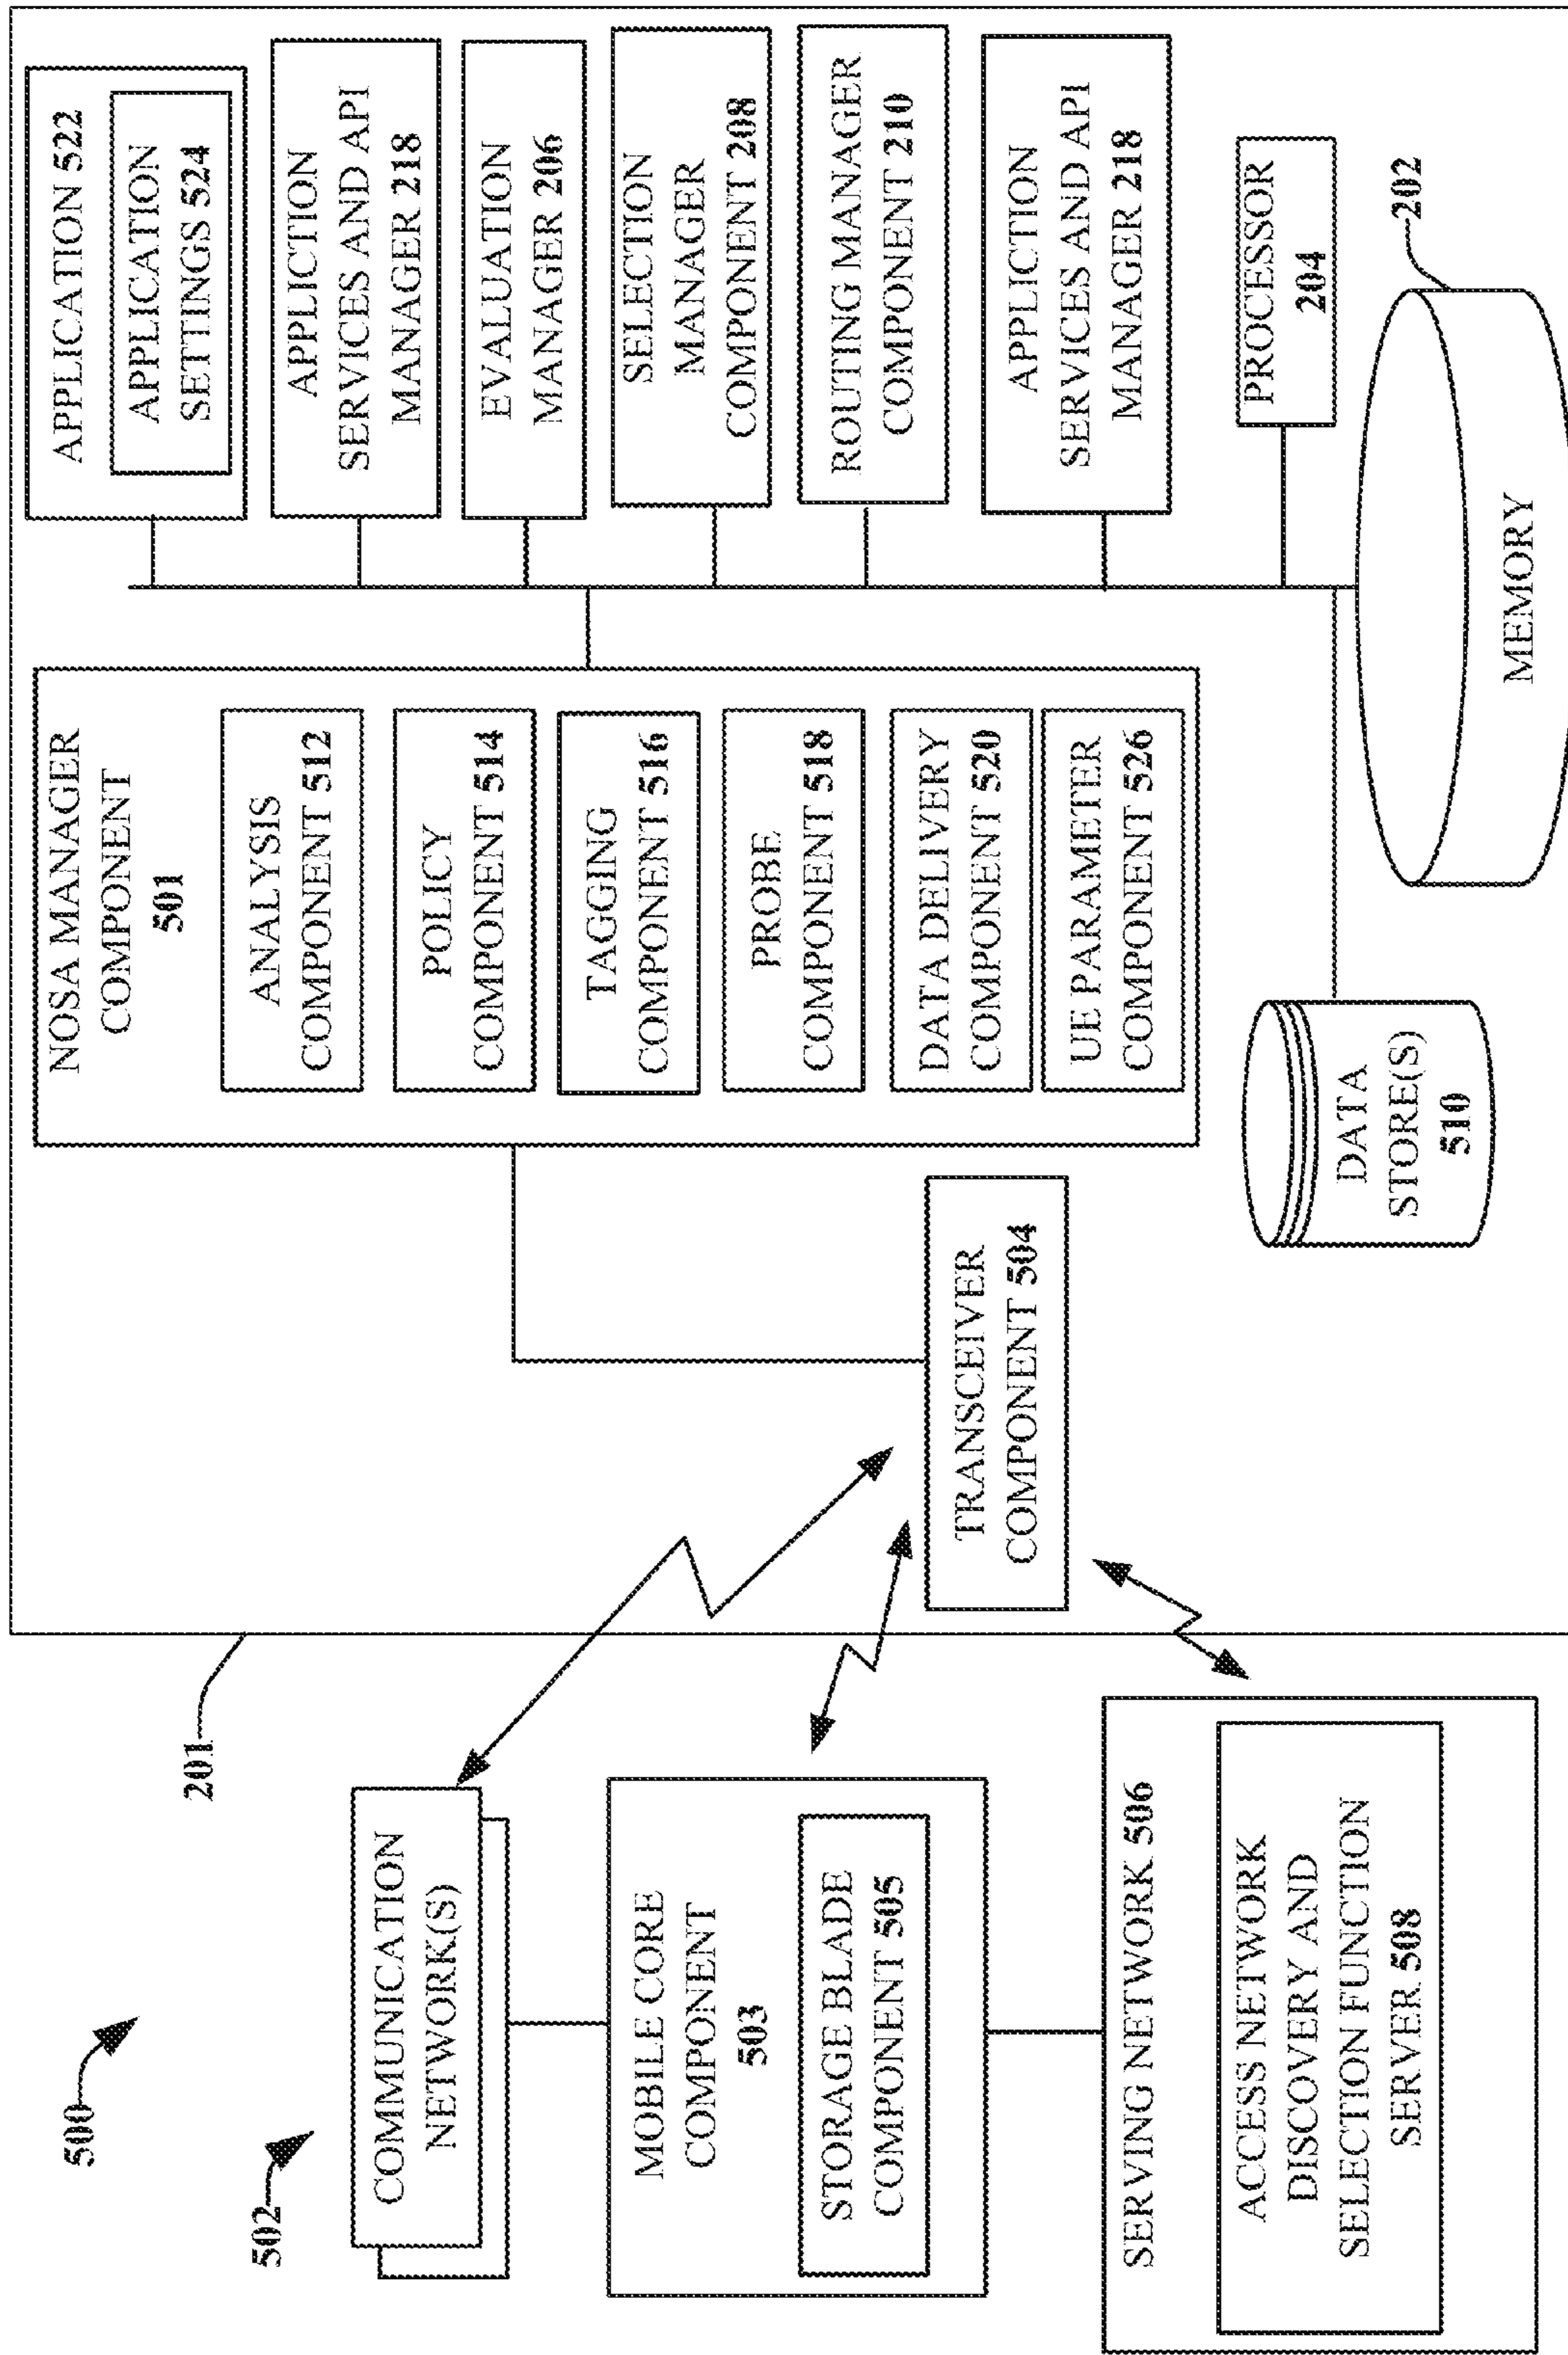 500
502
COMMUNICATION
NETWORK(S)
MOBILE CORE
COMPONENT
503
STORAGE BLADE
COMPONENT 505
SERVING NETWORK 506
ACCESS NETWORK
DISCOVERY AND
SELECTION FUNCTION
SERVER 508
201
TRANSCEIVER
COMPONENT 504
NOSA MANAGER
COMPONENT
501
ANALYSIS
COMPONENT 512
POLICY
COMPONENT 514
TAGGING
COMPONENT 516
PROBE
COMPONENT 518
DATA DELIVERY
COMPONENT 520
UE PARAMETER
COMPONENT 526
DATA
STORE(S)
510
APPLICATION 522
APPLICATION
SETTINGS 524
APPLICTION
SERVICES AND API
MANAGER 218
EVALUATION
MANAGER 206
SELECTION
MANAGER
COMPONENT 208
ROUTING MANAGER
COMPONENT 210
APPLICTION
SERVICES AND API
MANAGER 218
PROCESSOR
204
202
MEMORY